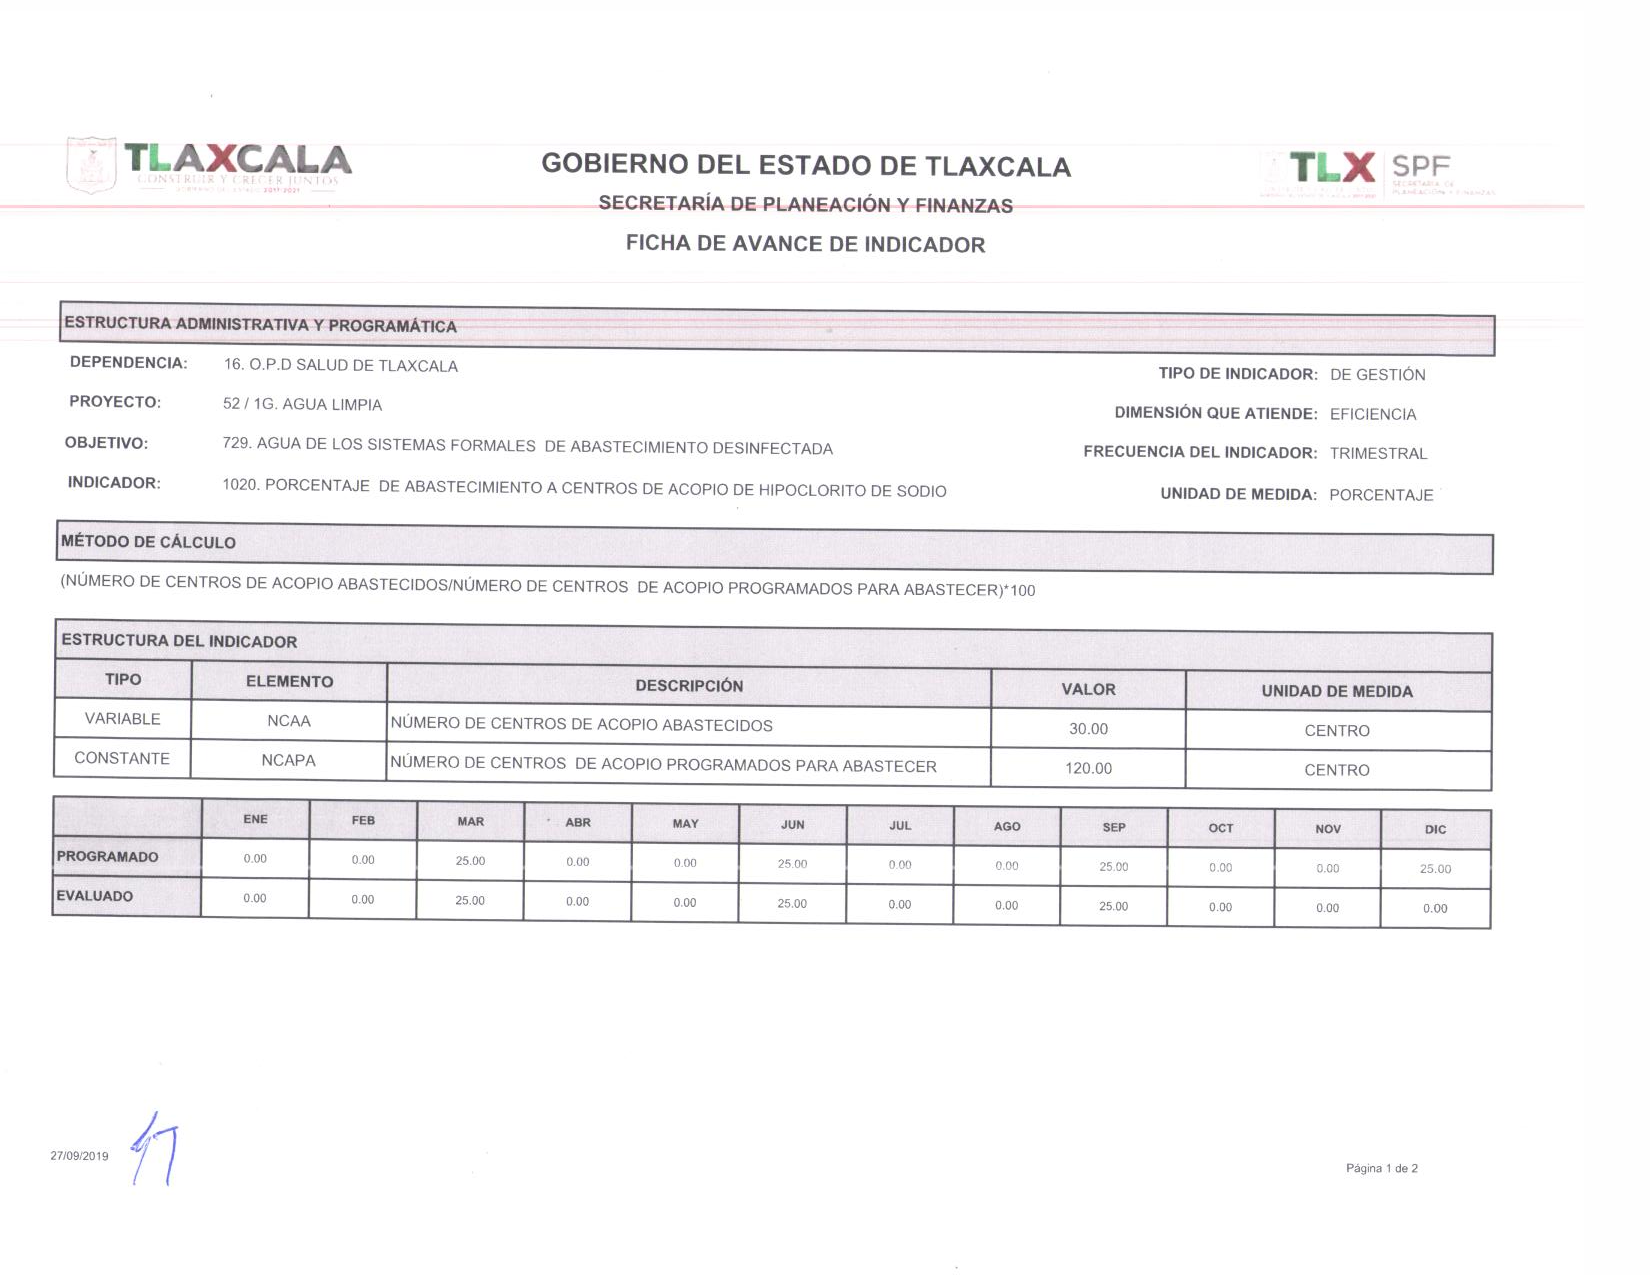 TLAXCALA
CONSTRUIR Y CRECER JUNTOS
GOBIERNO DEL ESTADO DE TLAXCALA
TLX SPF
SECRETARÍA DE PLANEACIÓN Y FINANZAS
FICHA DE AVANCE DE INDICADOR
ESTRUCTURA ADMINISTRATIVA Y PROGRAMÁTICA
DEPENDENCIA: 16. O.P.D SALUD DE TLAXCALA TIPO DE INDICADOR: DE GESTIÓN
PROYECTO: 52 / 1G. AGUA LIMPIA DIMENSIÓN QUE ATIENDE: EFICIENCIA
OBJETIVO: 729. AGUA DE LOS SISTEMAS FORMALES DE ABASTECIMIENTO DESINFECTADA FRECUENCIA DEL INDICADOR: TRIMESTRAL
INDICADOR: 1020. PORCENTAJE DE ABASTECIMIENTO A CENTROS DE ACOPIO DE HIPOCLORITO DE SODIO UNIDAD DE MEDIDA: PORCENTAJE
MÉTODO DE CÁLCULO
(NÚMERO DE CENTROS DE ACOPIO ABASTECIDOS/NÚMERO DE CENTROS DE ACOPIO PROGRAMADOS PARA ABASTECER)*100
ESTRUCTURA DEL INDICADOR
TIPO ELEMENTO DESCRIPCIÓN VALOR UNIDAD DE MEDIDA
VARIABLE NCAA NÚMERO DE CENTROS DE ACOPIO ABASTECIDOS 30.00 CENTRO
CONSTANTE NCAPA NÚMERO DE CENTROS DE ACOPIO PROGRAMADOS PARA ABASTECER 120.00 CENTRO
ENE FEB MAR ABR MAY JUN JUL AGO SEP OCT NOV DIC
PROGRAMADO 0.00 0.00 25.00 0.00 0.00 25.00 0.00 0.00 25.00 0.00 0.00 25.00
EVALUADO 0.00 0.00 25.00 0.00 0.00 25.00 0.00 0.00 25.00 0.00 0.00 0.00
27/09/2019
Página 1 de 2